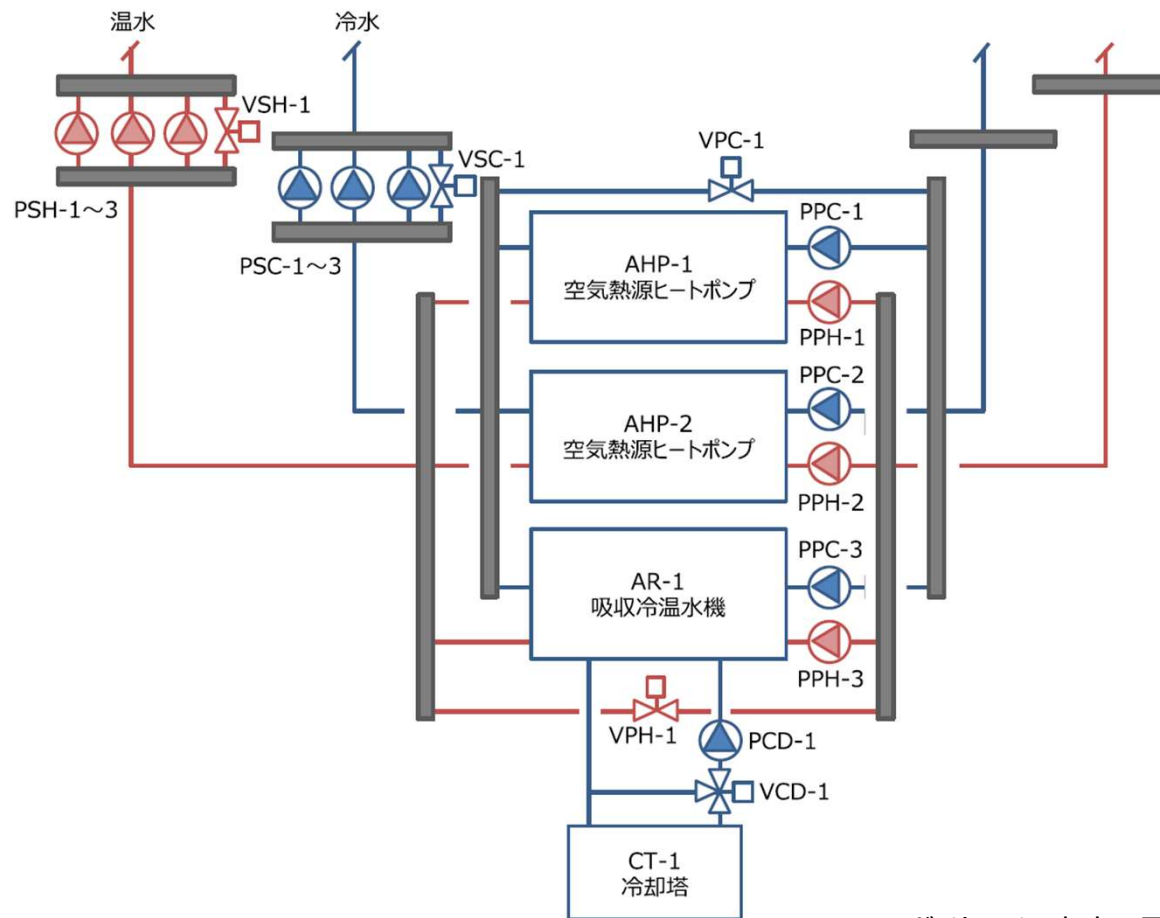 温水
冷水
VSH-1
VSC-1
VPC-1
PSH-1～3
PSC-1～3
PPC-1
AHP-1
空気熱源ヒートポンプ
PPH-1
PPC-2
AHP-2
空気熱源ヒートポンプ
PPH-2
PPC-3
AR-1
吸収冷温水機
PPH-3
VPH-1
PCD-1
VCD-1
CT-1
冷却塔